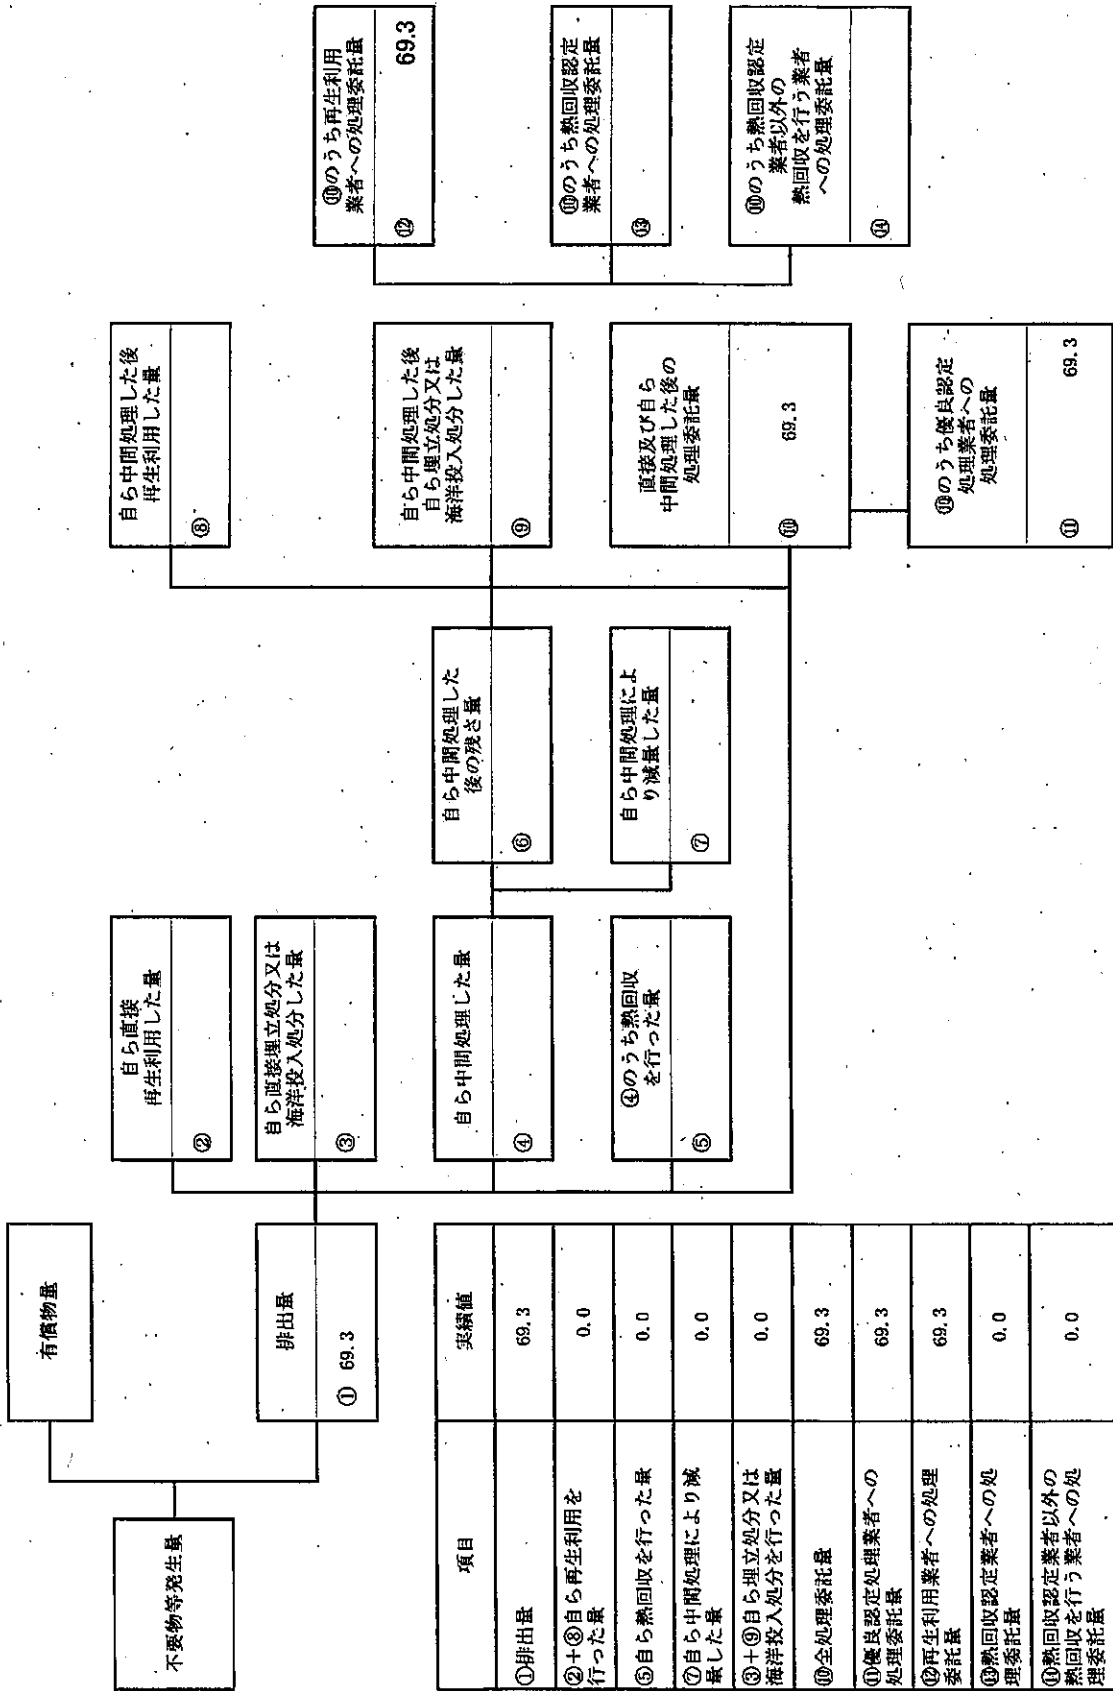 不要物等発生量
有償物量
排出量
① 69.3
自ら直接
再生利用した量
②
自ら直接埋立処分又は
海洋投入処分した量
③
自ら中間処理した量
④
④のうち熱回収
を行った量
⑤
自ら中間処理した
後の残さ量
⑥
自ら中間処理によ
り減量した量
⑦
自ら中間処理した後
再生利用した量
⑧
自ら中間処理した後
自ら埋立処分又は
海洋投入処分した量
⑨
直接及び自ら
中間処理した後の
処理委託量
⑩ 69.3
⑩のうち優良認定
処理業者への
処理委託量
⑪ 69.3
⑩のうち再生利用
業者への処理委託量
⑫ 69.3
⑩のうち熱回収認定
業者への処理委託量
⑬
⑩のうち熱回収認定
業者以外の
熱回収を行う業者
への処理委託量
⑭
項目 実績値
①排出量 69.3
②+⑧自ら再生利用を
行った量 0.0
⑤自ら熱回収を行った量 0.0
⑦自ら中間処理により減
量した量 0.0
③+⑨自ら埋立処分又は
海洋投入処分を行った量 0.0
⑩全処理委託量 69.3
⑪優良認定処理業者への
処理委託量 69.3
⑫再生利用業者への処理
委託量 69.3
⑬熱回収認定業者への処
理委託量 0.0
⑭熱回収認定業者以外の
熱回収を行う業者への処
理委託量 0.0